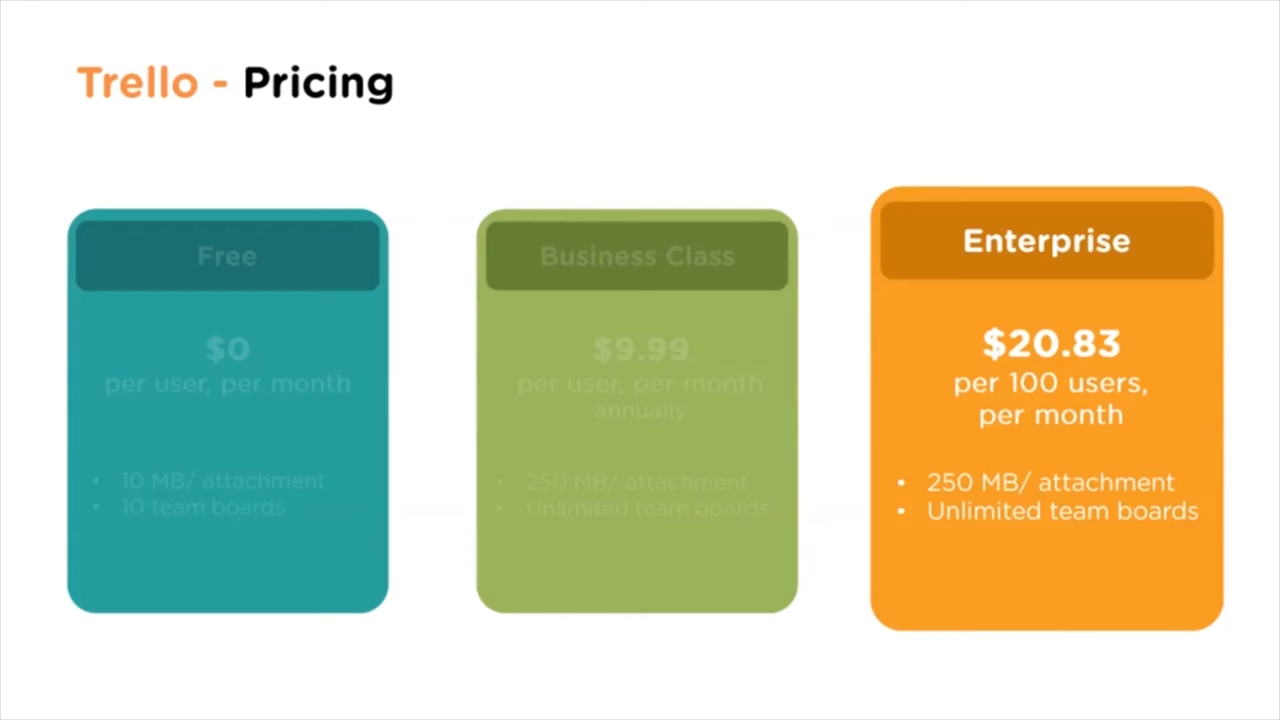 Trello - Pricing
Free
$0
per user, per month
• 10 MB/ attachment
• 10 team boards
Business Class
$9.99
per user, per month
annually
• 250 MB/ attachment
• Unlimited team boards
Enterprise
$20.83
per 100 users,
per month
• 250 MB/ attachment
• Unlimited team boards